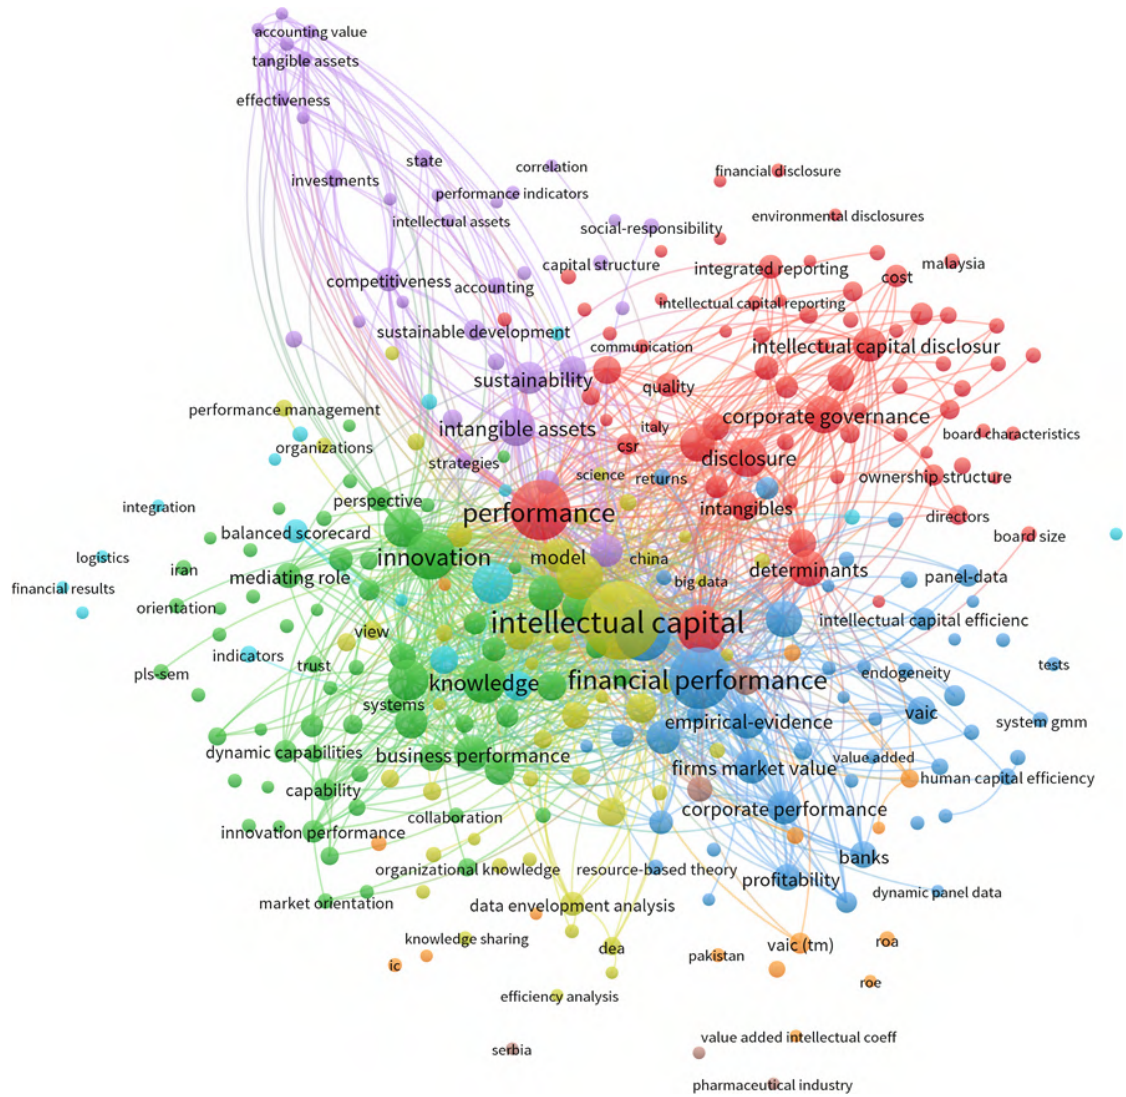 accounting value
tangible assets
effectiveness
state
correlation
financial disclosure
investments
performance indicators
intellectual assets
environmental disclosures
social-responsibility
capital structure
integrated reporting
malaysia
cost
competitiveness
accounting
intellectual capital reporting
sustainable development
communication
intellectual capital disclosur
sustainability
quality
performance management
corporate governance
intangible assets
italy
board characteristics
organizations
csr
disclosure
strategies
science
returns
ownership structure
perspective
integration
performance
intangibles
directors
balanced scorecard
board size
logistics
innovation
model
china
iran
mediating role
big data
determinants
panel-data
financial results
orientation
intellectual capital
intellectual capital efficienc
view
indicators
trust
tests
pls-sem
knowledge
financial performance
endogeneity
systems
vaic
empirical-evidence
system gmm
dynamic capabilities
business performance
value added
firms market value
human capital efficiency
capability
corporate performance
collaboration
innovation performance
banks
organizational knowledge
resource-based theory
profitability
dynamic panel data
market orientation
data envelopment analysis
knowledge sharing
dea
vaic (tm)
roa
pakistan
ic
roe
efficiency analysis
value added intellectual coeff
serbia
pharmaceutical industry